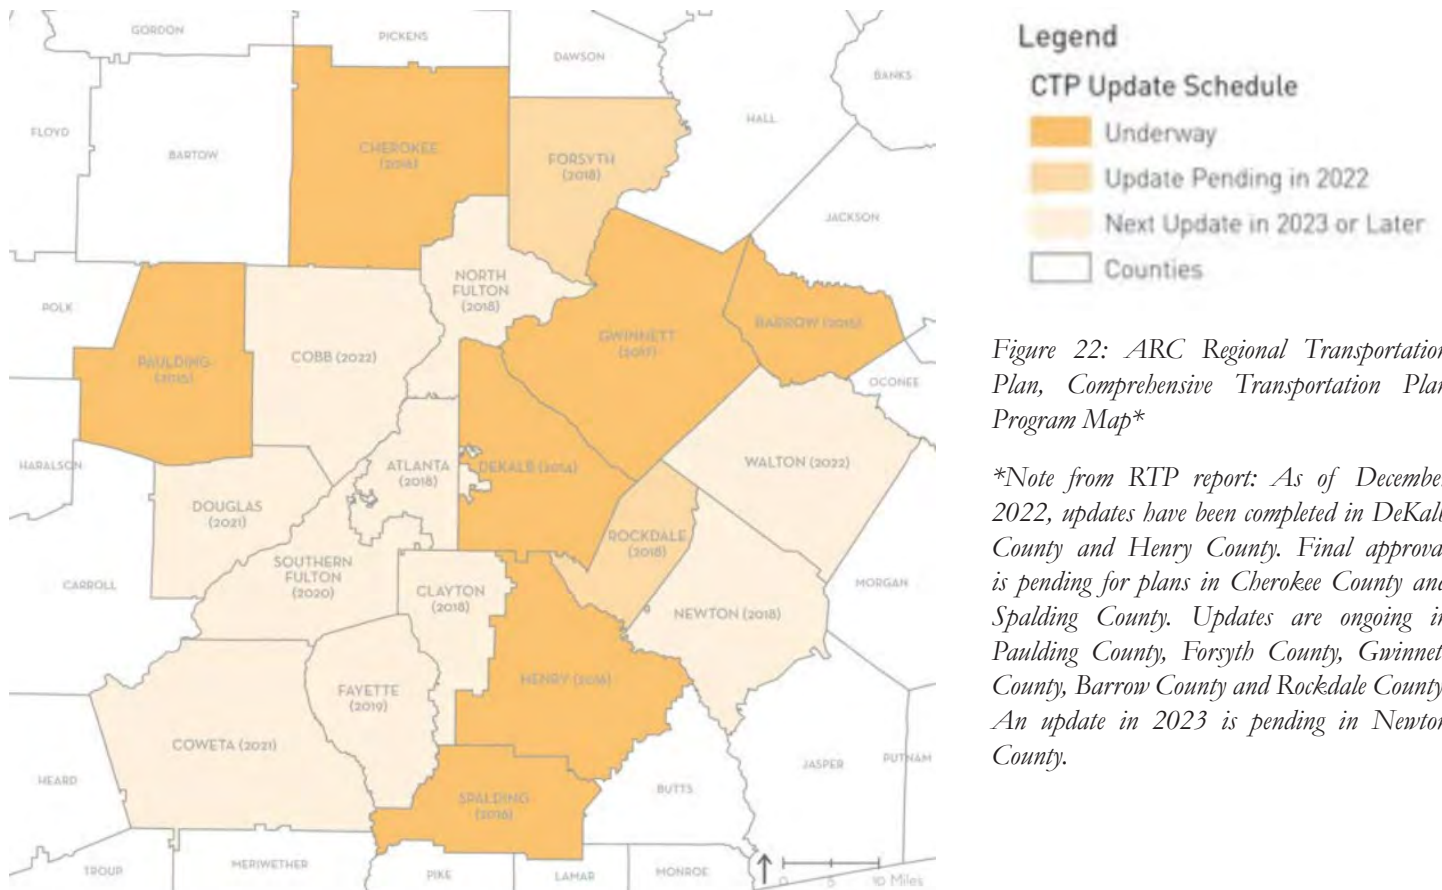 GORDON
PICKENS
DAWSON
BANKS
HALL
FLOYD
BARTOW
CHEROKEE
(2016)
FORSYTH
(2018)
JACKSON
NORTH
FULTON
(2018)
POLK
COBB (2022)
GWINNETT
(2017)
BARROW (2015)
PAULDING
(2015)
OCONEE
HARALSON
ATLANTA
(2018)
DEKALB (2014)
WALTON (2022)
DOUGLAS
(2021)
ROCKDALE
(2018)
SOUTHERN
FULTON
(2020)
CARROLL
CLAYTON
(2018)
NEWTON (2018)
MORGAN
HENRY (2016)
FAYETTE
(2019)
COWETA (2021)
HEARD
JASPER
PUTNAM
SPALDING
(2016)
BUTTS
TROUP
MERIWETHER
PIKE
LAMAR
MONROE
0 5 10 Miles
Legend
CTP Update Schedule
Underway
Update Pending in 2022
Next Update in 2023 or Later
Counties
Figure 22: ARC Regional Transportation
Plan, Comprehensive Transportation Plan
Program Map*
*Note from RTP report: As of December
2022, updates have been completed in DeKalb
County and Henry County. Final approval
is pending for plans in Cherokee County and
Spalding County. Updates are ongoing in
Paulding County, Forsyth County, Gwinnett
County, Barrow County and Rockdale County.
An update in 2023 is pending in Newton
County.